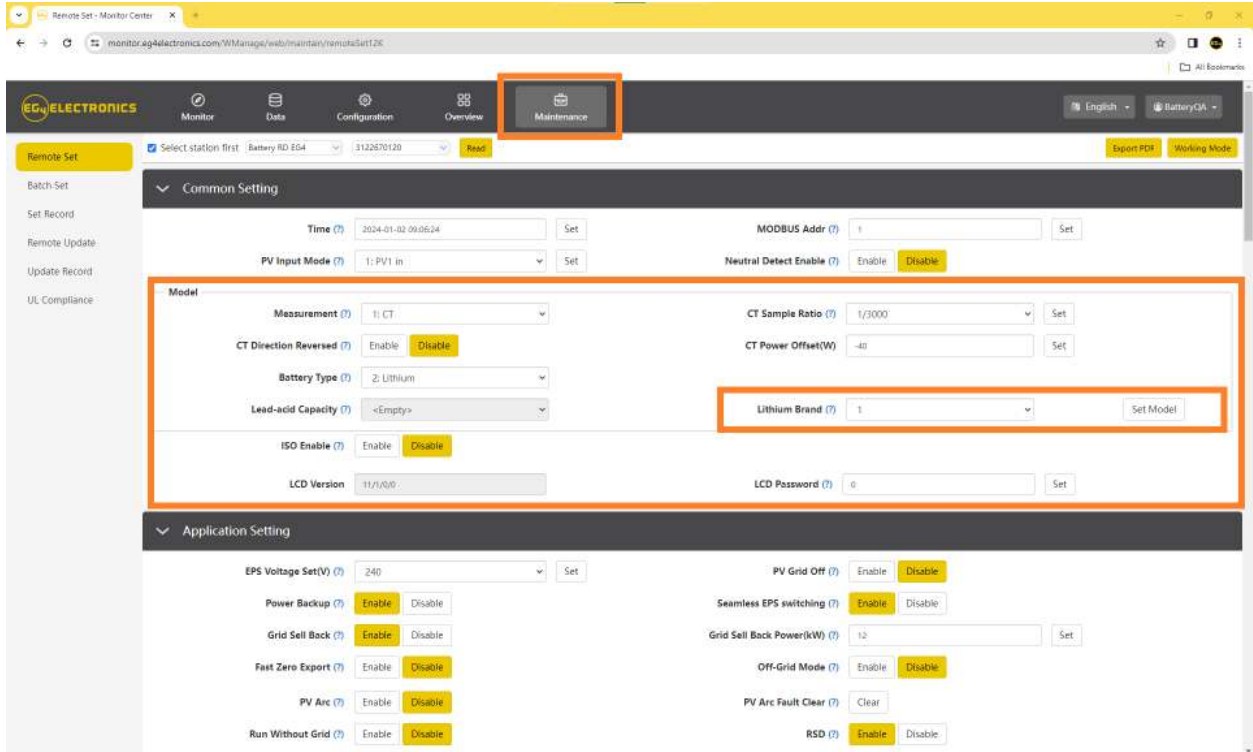 Remote Set - Monitor Center
monitor.eg4electronics.com/WManage/web/maintain/remoteSet12K
All Bookmarks
EG4 ELECTRONICS
Monitor Data Configuration Overview Maintenance English BatteryQA
Remote Set
Batch Set
Set Record
Remote Update
Update Record
UL Compliance
Select station first Battery RD EG4 3122670120 Read Export PDF Working Mode
Common Setting
Time (?) 2024-01-02 09:06:24 Set MODBUS Addr (?) 1 Set
PV Input Mode (?) 1: PV1 in Set Neutral Detect Enable (?) Enable Disable
Model
Measurement (?) 1: CT CT Sample Ratio (?) 1/3000 Set
CT Direction Reversed (?) Enable Disable CT Power Offset(W) -40 Set
Battery Type (?) 2: Lithium
Lead-acid Capacity (?) <Empty> Lithium Brand (?) 1 Set Model
ISO Enable (?) Enable Disable
LCD Version 11/1/0/0 LCD Password (?) 0 Set
Application Setting
EPS Voltage Set(V) (?) 240 Set PV Grid Off (?) Enable Disable
Power Backup (?) Enable Disable Seamless EPS switching (?) Enable Disable
Grid Sell Back (?) Enable Disable Grid Sell Back Power(kW) (?) 12 Set
Fast Zero Export (?) Enable Disable Off-Grid Mode (?) Enable Disable
PV Arc (?) Enable Disable PV Arc Fault Clear (?) Clear
Run Without Grid (?) Enable Disable RSD (?) Enable Disable